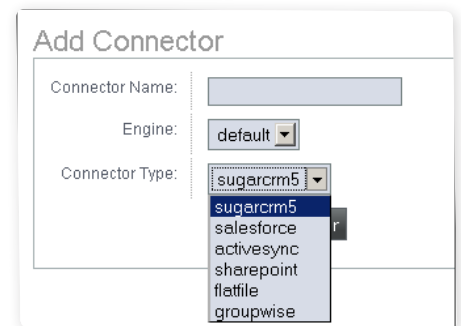 Add Connector
Connector Name:
Engine:
default
Connector Type:
sugarcrm5
sugarcrm5
salesforce
activesync
sharepoint
flatfile
groupwise